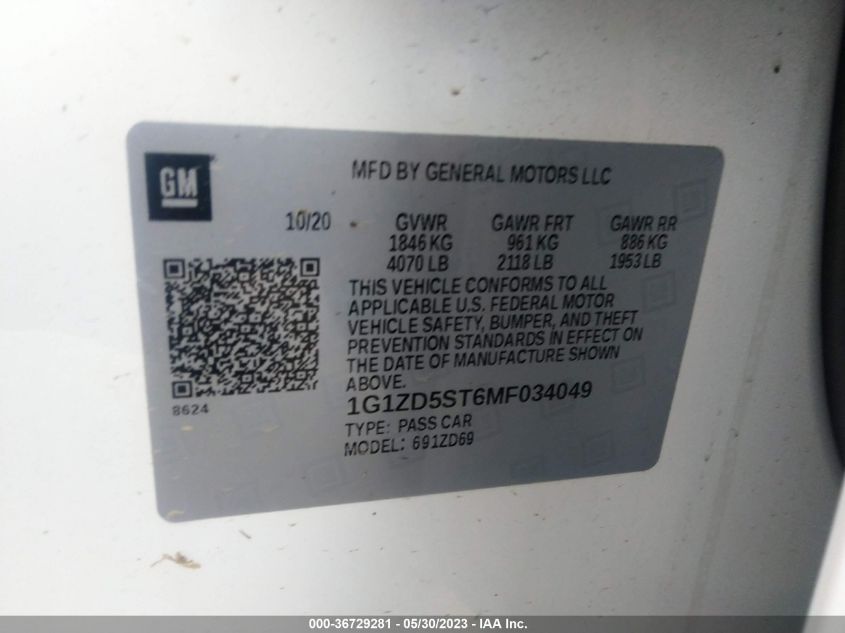 GM
MFD BY GENERAL MOTORS LLC
10/20 GVWR GAWR FRT GAWR RR
1846 KG 961 KG 886 KG
4070 LB 2118 LB 1953 LB
THIS VEHICLE CONFORMS TO ALL
APPLICABLE U.S. FEDERAL MOTOR
VEHICLE SAFETY, BUMPER, AND THEFT
PREVENTION STANDARDS IN EFFECT ON
THE DATE OF MANUFACTURE SHOWN
ABOVE.
8624
1G1ZD5ST6MF034049
TYPE: PASS CAR
MODEL: 691ZD69
000-36729281 - 05/30/2023 - IAA Inc.